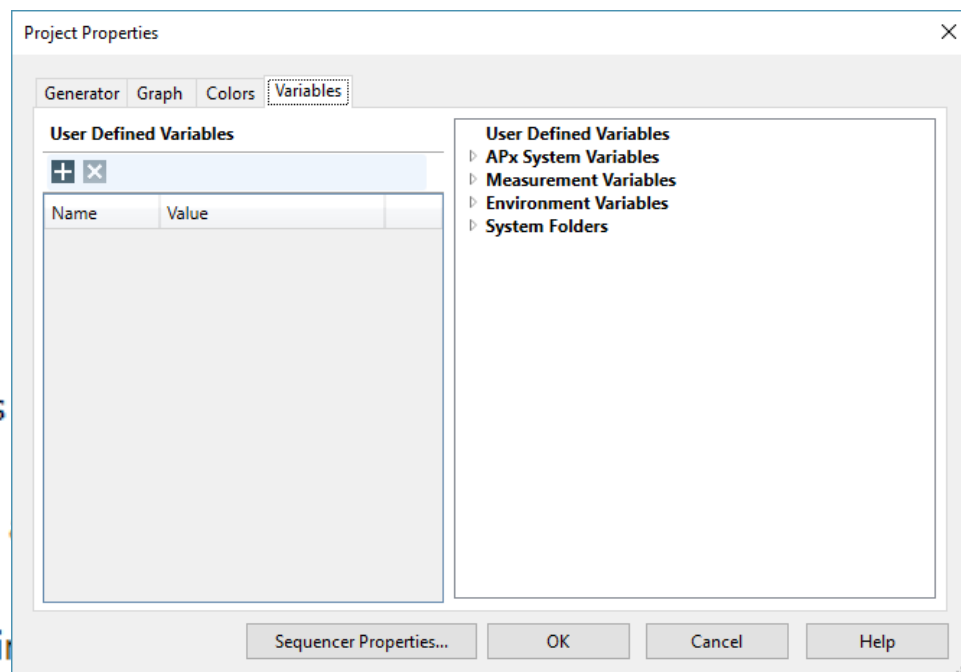 Project Properties
Generator Graph Colors Variables
User Defined Variables
Name Value
User Defined Variables
APx System Variables
Measurement Variables
Environment Variables
System Folders
Sequencer Properties... OK Cancel Help